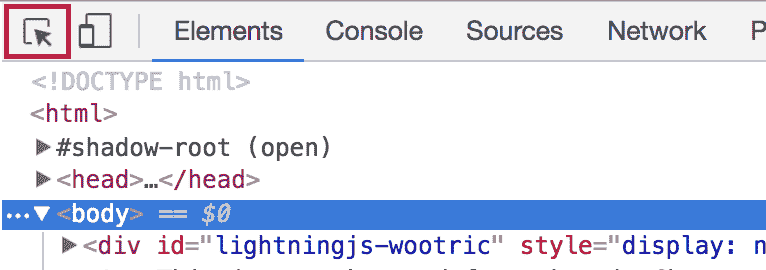 Elements Console Sources Network P
<!DOCTYPE html>
<html>
▶#shadow-root (open)
▶<head>…</head>
…▼<body> == $0
▶<div id="lightningjs-wootric" style="display: n